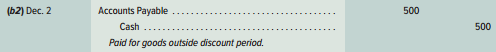 (b2) Dec. 2 Accounts Payable ........................................ 500
Cash ........................................ 500
Paid for goods outside discount period.